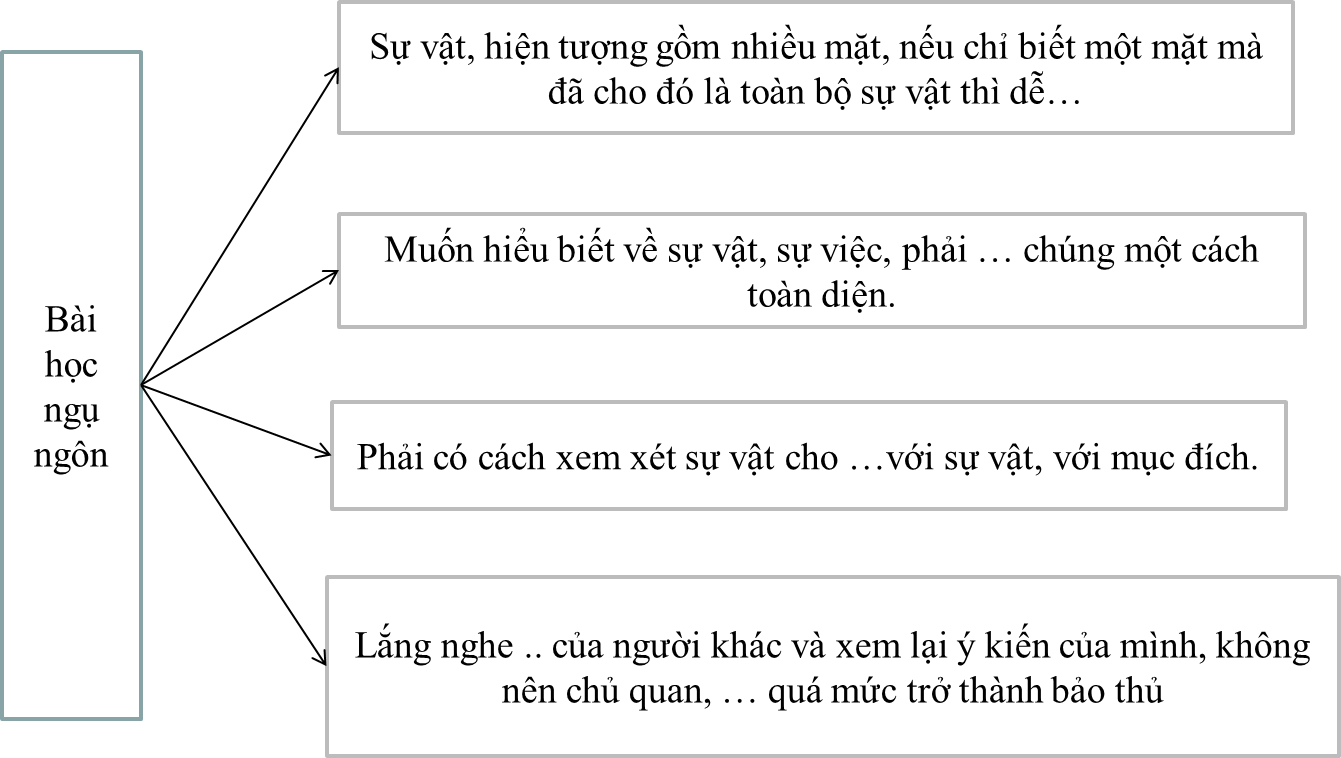 Bài
học
ngụ
ngôn
Sự vật, hiện tượng gồm nhiều mặt, nếu chỉ biết một mặt mà
đã cho đó là toàn bộ sự vật thì dễ…
Muốn hiểu biết về sự vật, sự việc, phải … chúng một cách
toàn diện.
Phải có cách xem xét sự vật cho …với sự vật, với mục đích.
Lắng nghe .. của người khác và xem lại ý kiến của mình, không
nên chủ quan, … quá mức trở thành bảo thủ